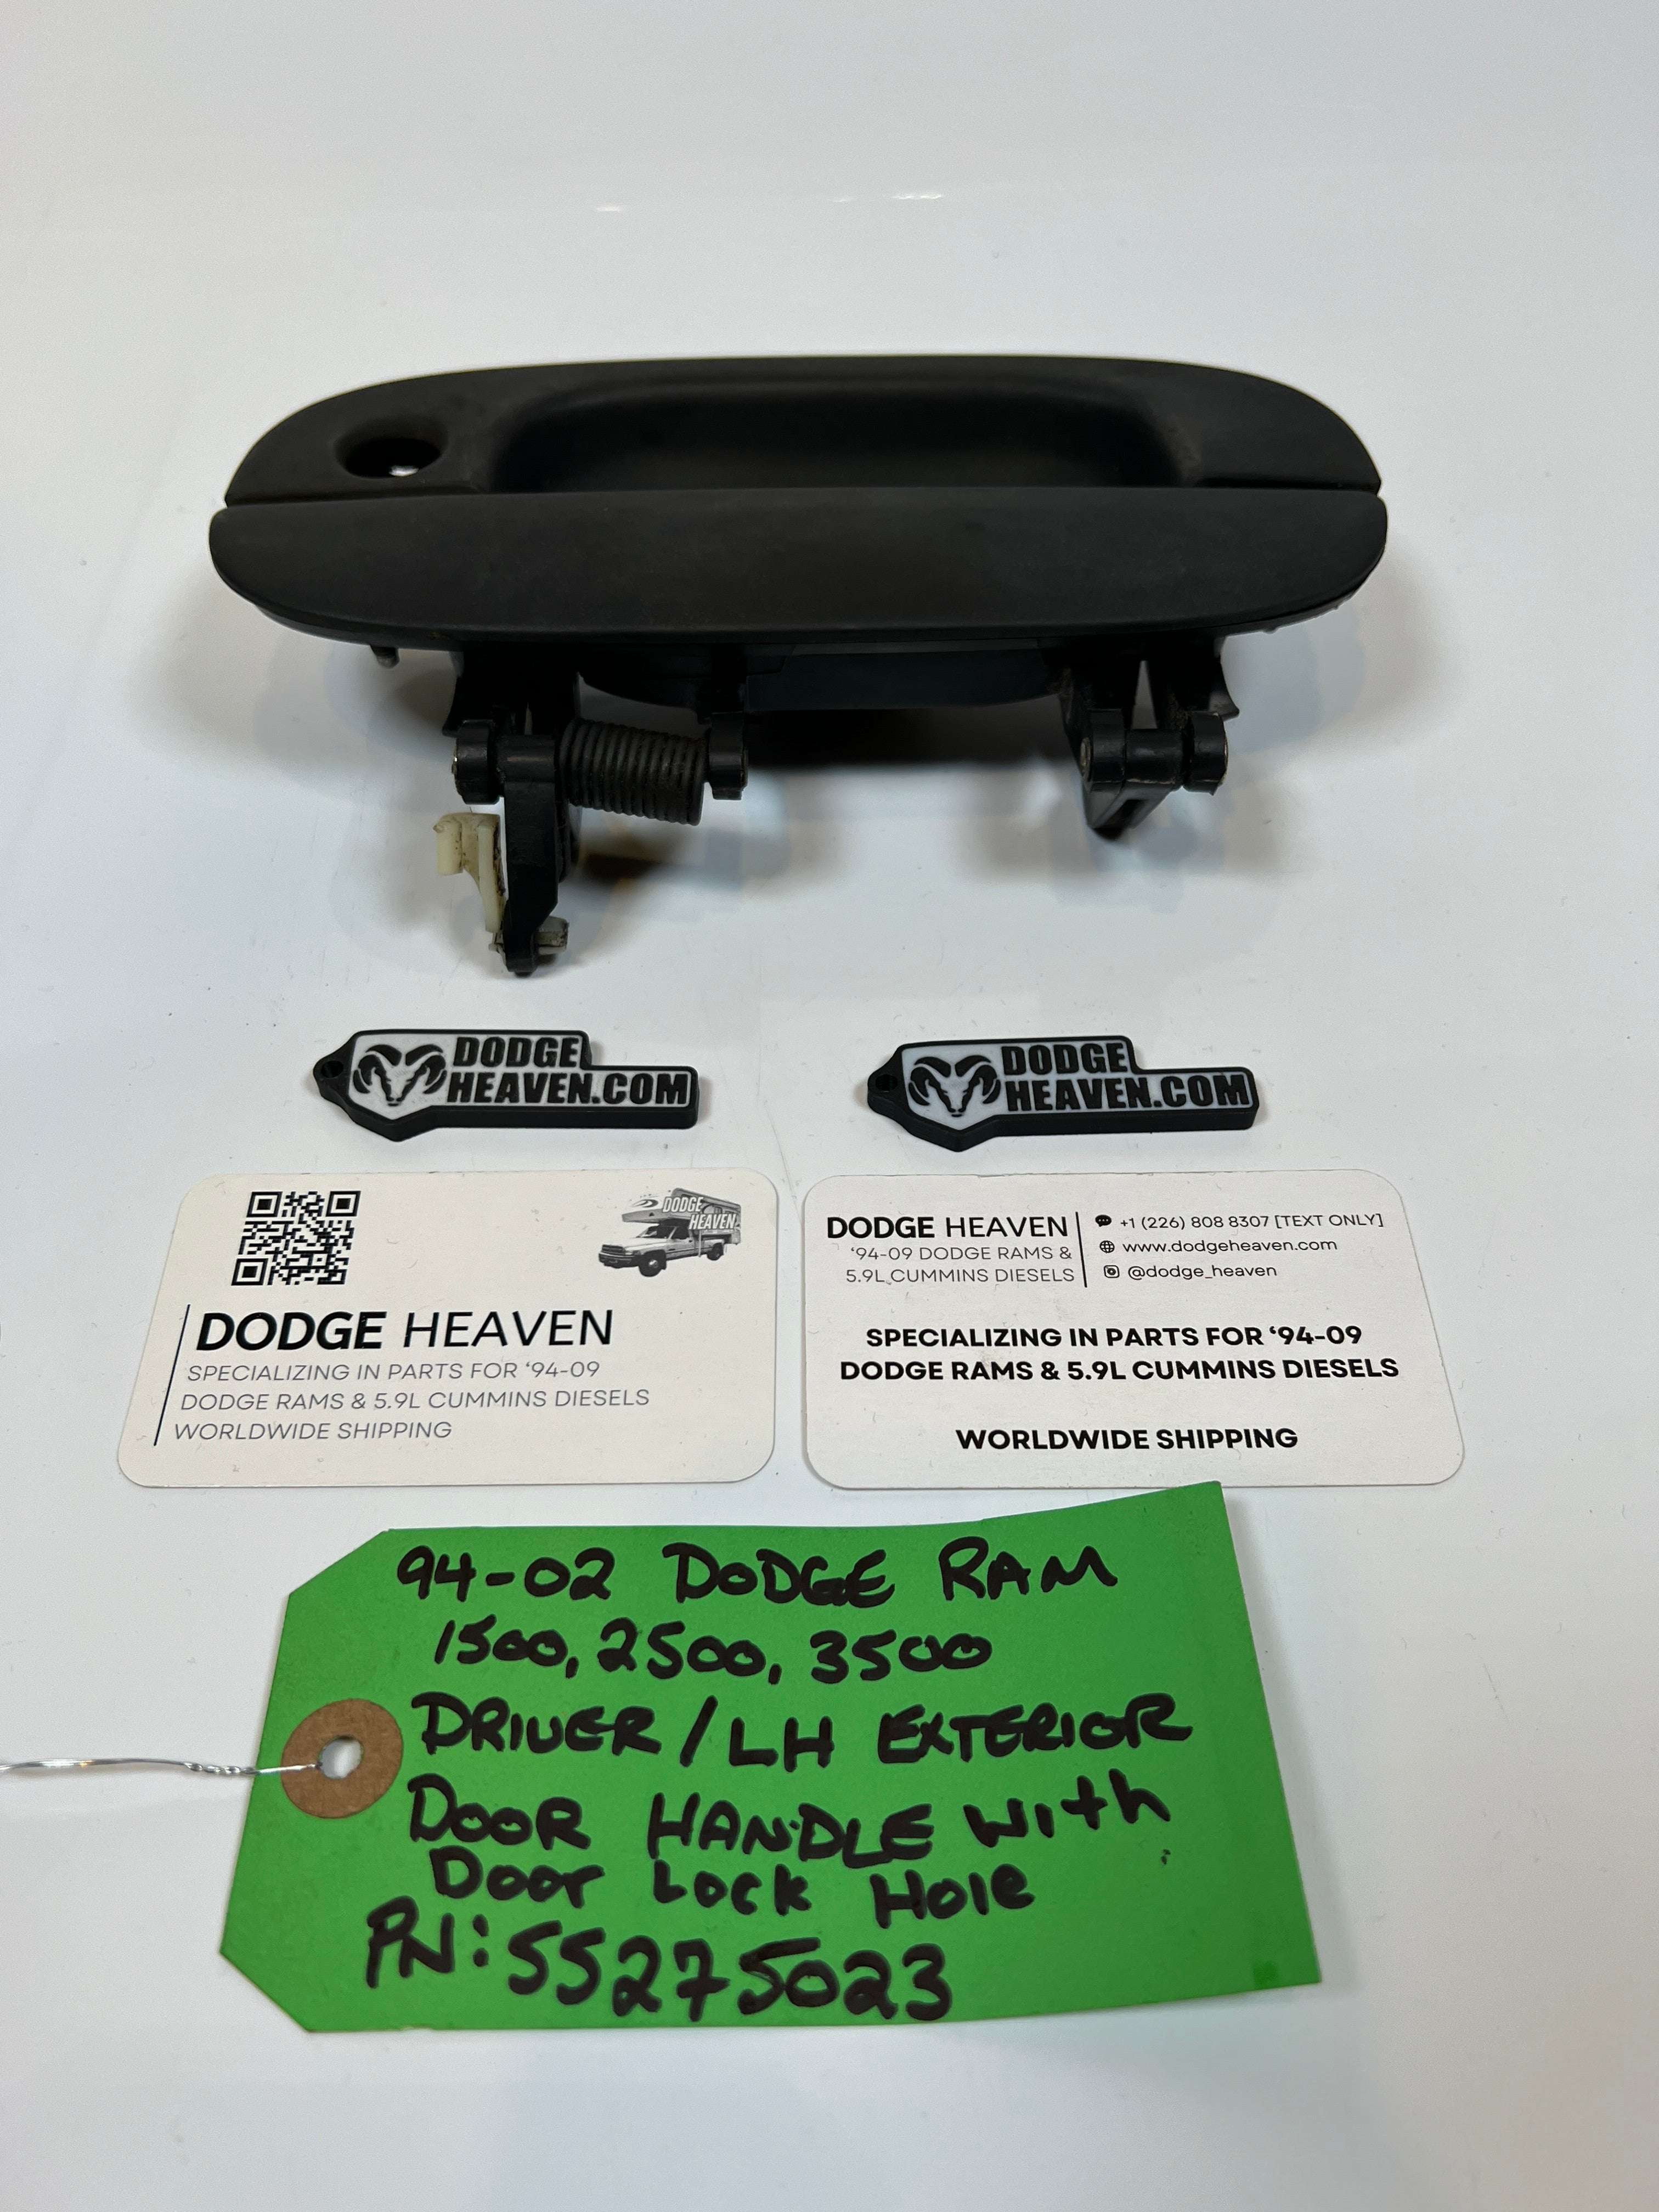 DODGE
HEAVEN.COM
DODGE
HEAVEN.COM
DODGE
HEAVEN
DODGE HEAVEN
SPECIALIZING IN PARTS FOR ‘94-09
DODGE RAMS & 5.9L CUMMINS DIESELS
WORLDWIDE SHIPPING
DODGE HEAVEN
‘94-09 DODGE RAMS &
5.9L CUMMINS DIESELS
+1 (226) 808 8307 [TEXT ONLY]
www.dodgeheaven.com
@dodge_heaven
SPECIALIZING IN PARTS FOR ‘94-09
DODGE RAMS & 5.9L CUMMINS DIESELS
WORLDWIDE SHIPPING
94-02 DODGE RAM
1500, 2500, 3500
DRIVER/LH EXTERIOR
DOOR HANDLE with
Door Lock Hole
PN: 55275023